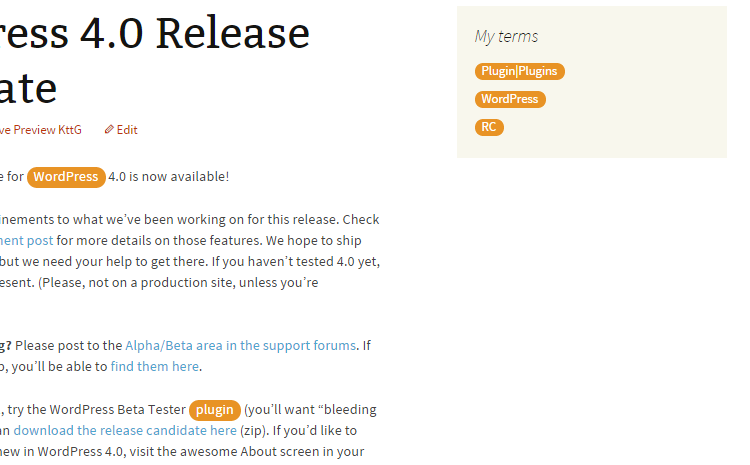 ress 4.0 Release
ate
ve Preview KttG Edit
e for WordPress 4.0 is now available!
inements to what we've been working on for this release. Check
nent post for more details on those features. We hope to ship
but we need your help to get there. If you haven't tested 4.0 yet,
esent. (Please, not on a production site, unless you're
g? Please post to the Alpha/Beta area in the support forums. If
o, you'll be able to find them here.
, try the WordPress Beta Tester plugin (you'll want “bleeding
an download the release candidate here (zip). If you'd like to
new in WordPress 4.0, visit the awesome About screen in your
My terms
Plugin|Plugins
WordPress
RC